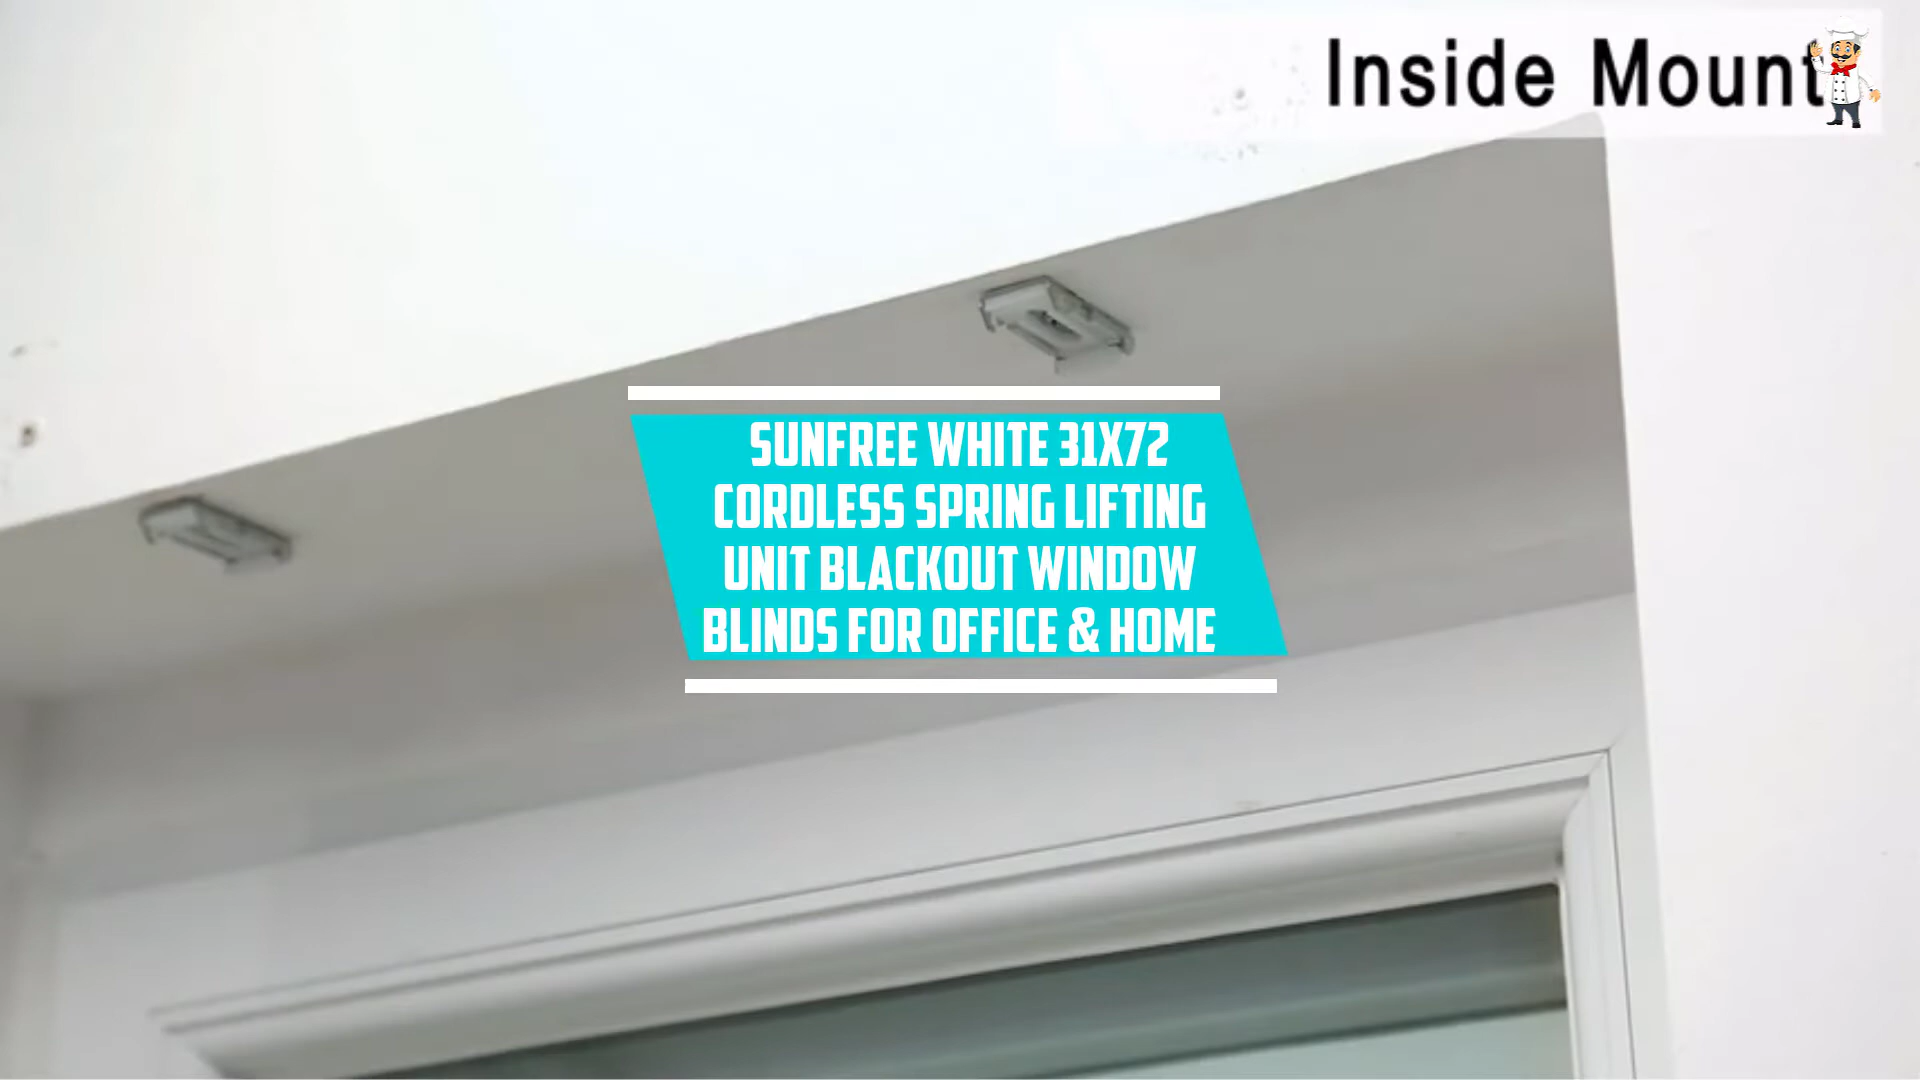 Inside Mount
SUNFREE WHITE 31X72
CORDLESS SPRING LIFTING
UNIT BLACKOUT WINDOW
BLINDS FOR OFFICE & HOME